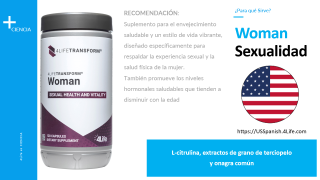 CIENCIA
4LIFETRANSFORM®
4LIFETRANSFORM®
Woman
SEXUAL HEALTH AND VITALITY
DIETARY SUPPLEMENT
4Life
RECOMENDACIÓN:
Suplemento para el envejecimiento
saludable y un estilo de vida vibrante,
diseñado específicamente para
respaldar la experiencia sexual y la
salud física de la mujer.
También promueve los niveles
hormonales saludables que tienden a
disminuir con la edad
¿Para qué Sirve?
Woman
Sexualidad
https://USSpanish.4Life.com
L-citrulina, extractos de grano de terciopelo
y onagra común